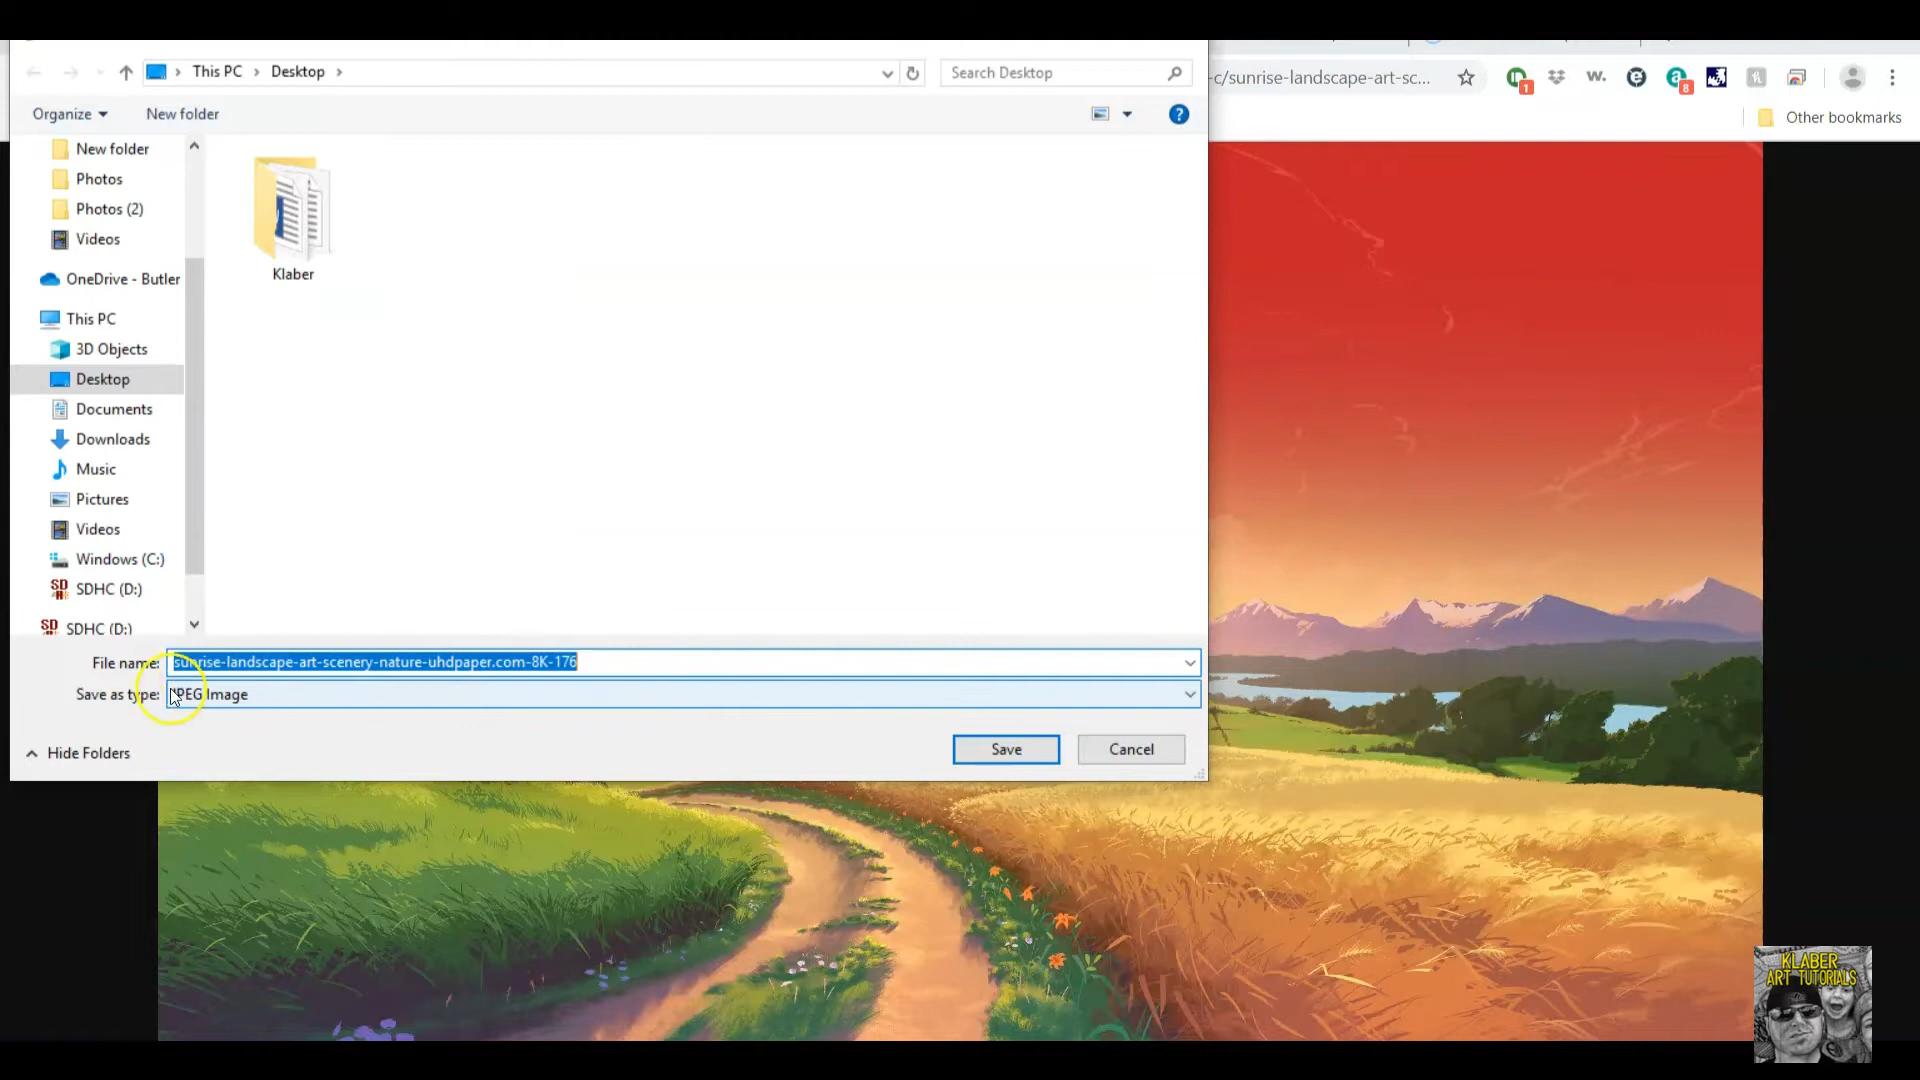 This PC > Desktop >
Search Desktop
-c/sunrise-landscape-art-sc...
1
w.
8
Organize
New folder
?
Other bookmarks
New folder
Photos
Photos (2)
Videos
OneDrive - Butler
This PC
3D Objects
Desktop
Documents
Downloads
Music
Pictures
Videos
Windows (C:)
SDHC (D:)
SDHC (D:)
Klaber
File name: sunrise-landscape-art-scenery-nature-uhdpaper.com-8K-176
Save as type: JPEG Image
Hide Folders
Save
Cancel
KLABER
ART TUTORIALS